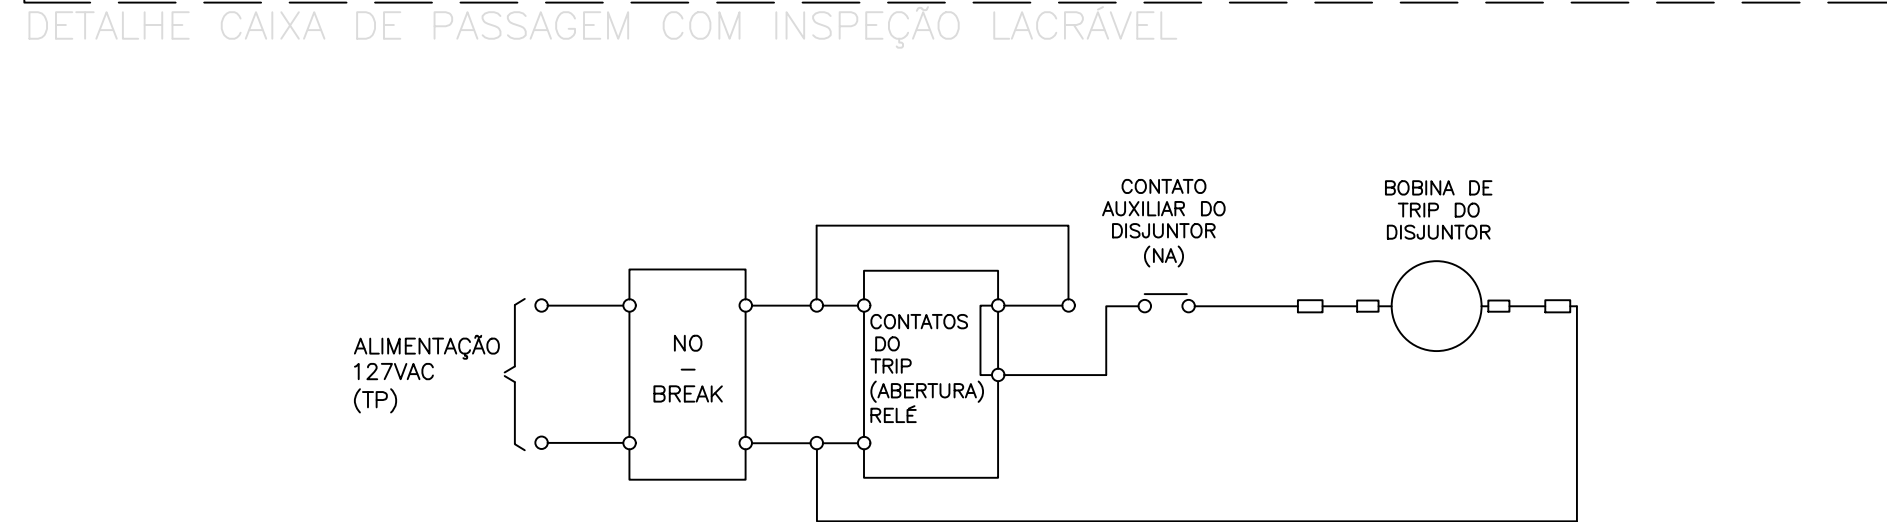 DETALHE CAIXA DE PASSAGEM COM INSPEÇÃO LACRÁVEL
CONTATO
AUXILIAR DO
DISJUNTOR
(NA)
BOBINA DE
TRIP DO
DISJUNTOR
ALIMENTAÇÃO
127VAC
(TP)
NO
–
BREAK
CONTATOS
DO
TRIP
(ABERTURA)
RELÉ